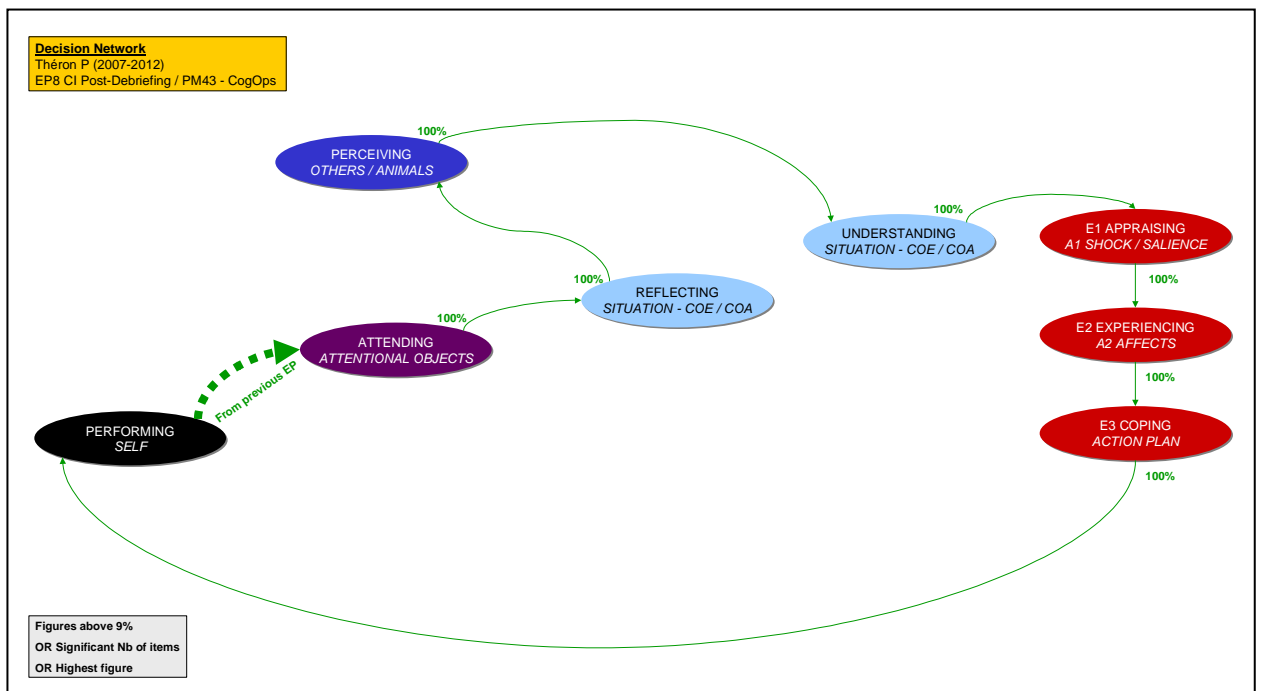 Decision Network
Théron P (2007-2012)
EP8 CI Post-Debriefing / PM43 - CogOps
100%
PERCEIVING
OTHERS / ANIMALS
100%
UNDERSTANDING
SITUATION - COE / COA
E1 APPRAISING
A1 SHOCK / SALIENCE
100%
100%
REFLECTING
SITUATION - COE / COA
100%
ATTENDING
ATTENTIONAL OBJECTS
E2 EXPERIENCING
A2 AFFECTS
100%
From previous EP
PERFORMING
SELF
E3 COPING
ACTION PLAN
100%
Figures above 9%
OR Significant Nb of items
OR Highest figure